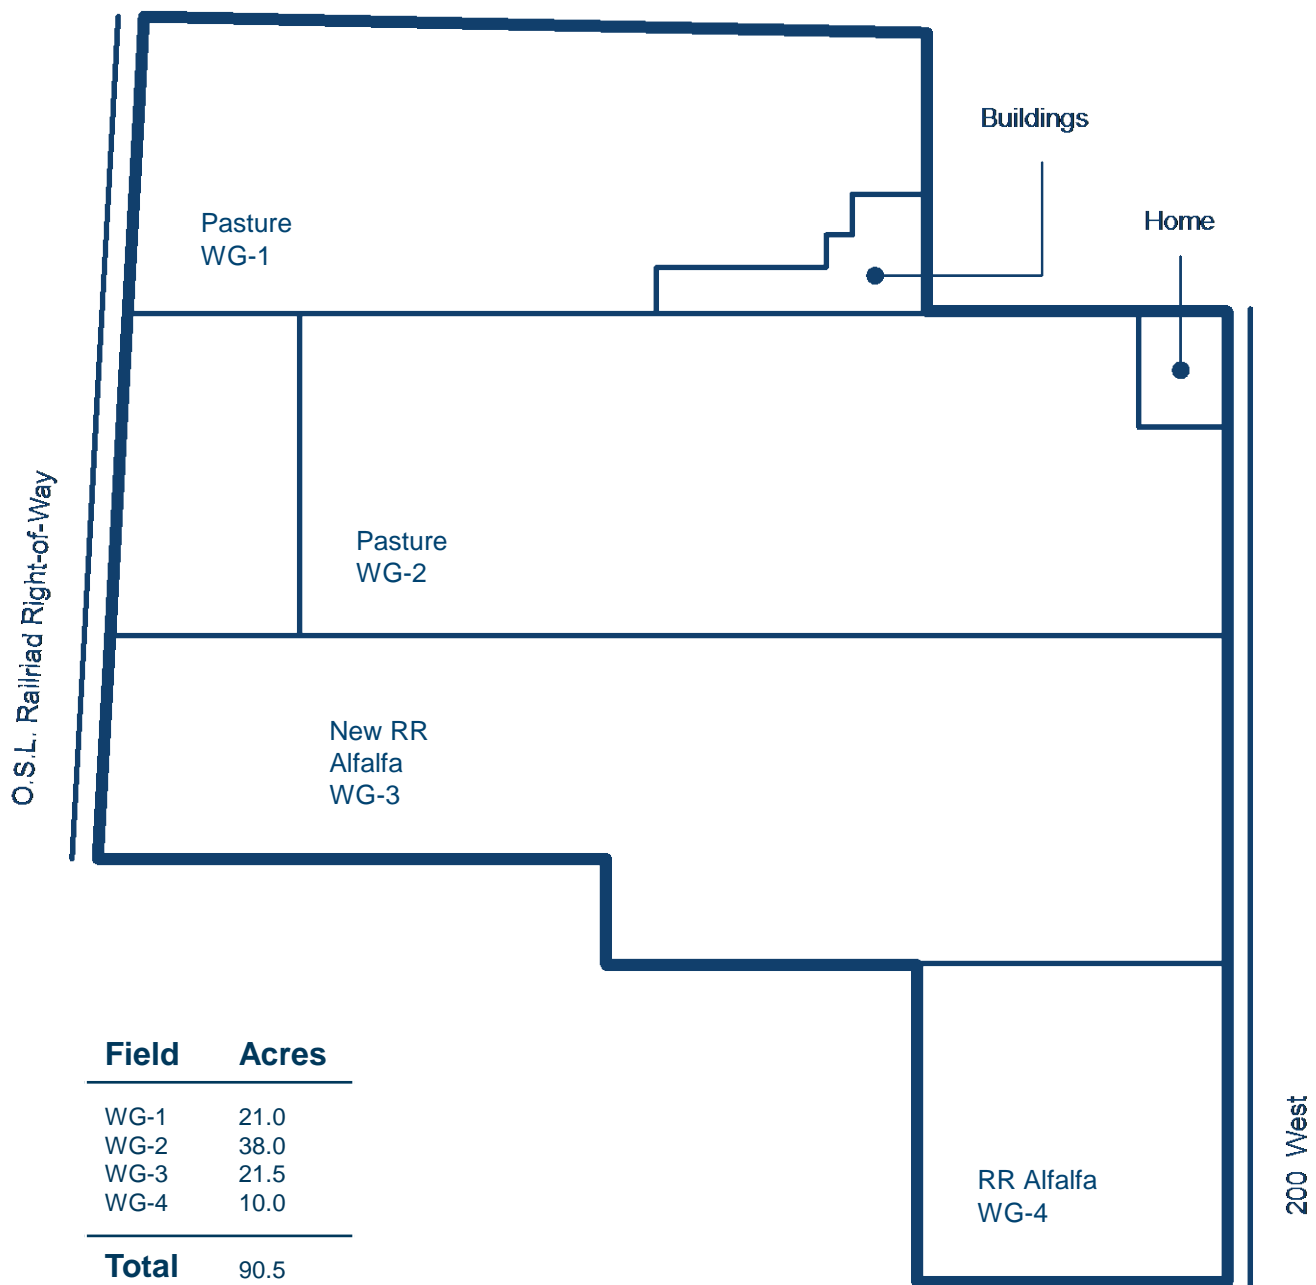 Buildings
Home
Pasture
WG-1
Pasture
WG-2
O.S.L. Railriad Right-of-Way
New RR
Alfalfa
WG-3
Field Acres
WG-1 21.0
WG-2 38.0
WG-3 21.5
WG-4 10.0
Total 90.5
RR Alfalfa
WG-4
200 West